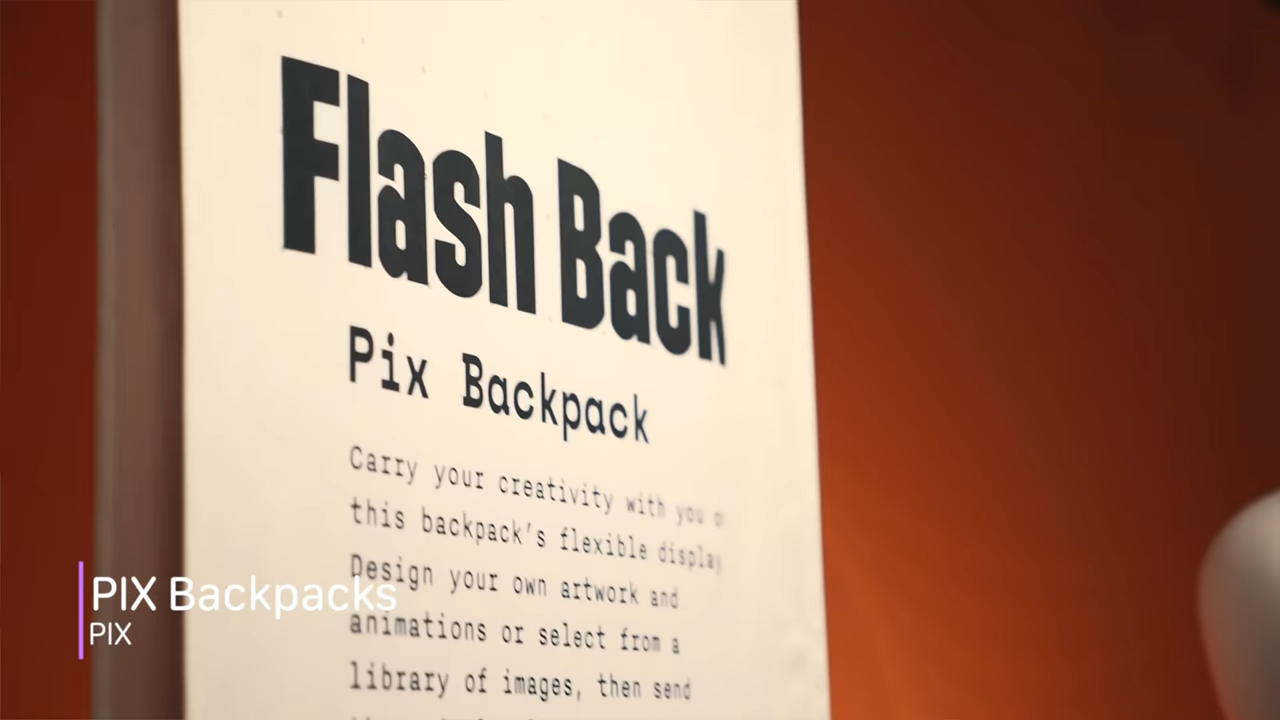 Flash Back
Pix Backpack
Carry your creativity with you
this backpack's flexible display
Design your own artwork and
animations or select from a
library of images, then send
PIX Backpacks
PIX